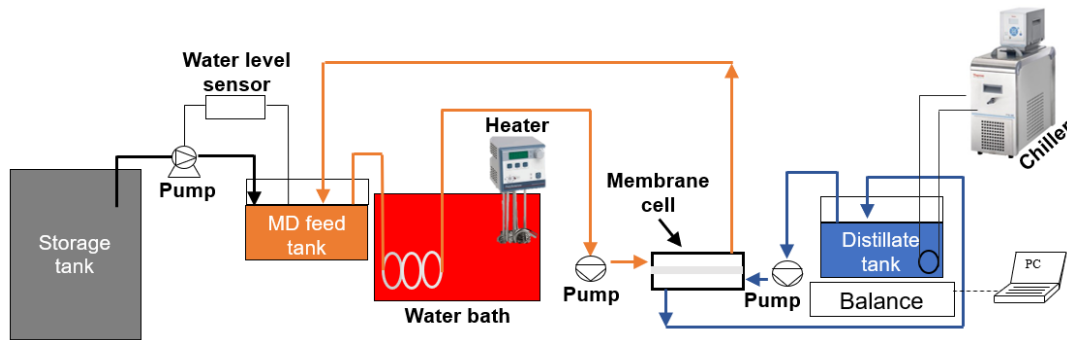 Water level
sensor
Pump
Storage
tank
MD feed
tank
Heater
Water bath
Pump
Membrane
cell
Pump
Distillate
tank
Balance
Chiller
PC